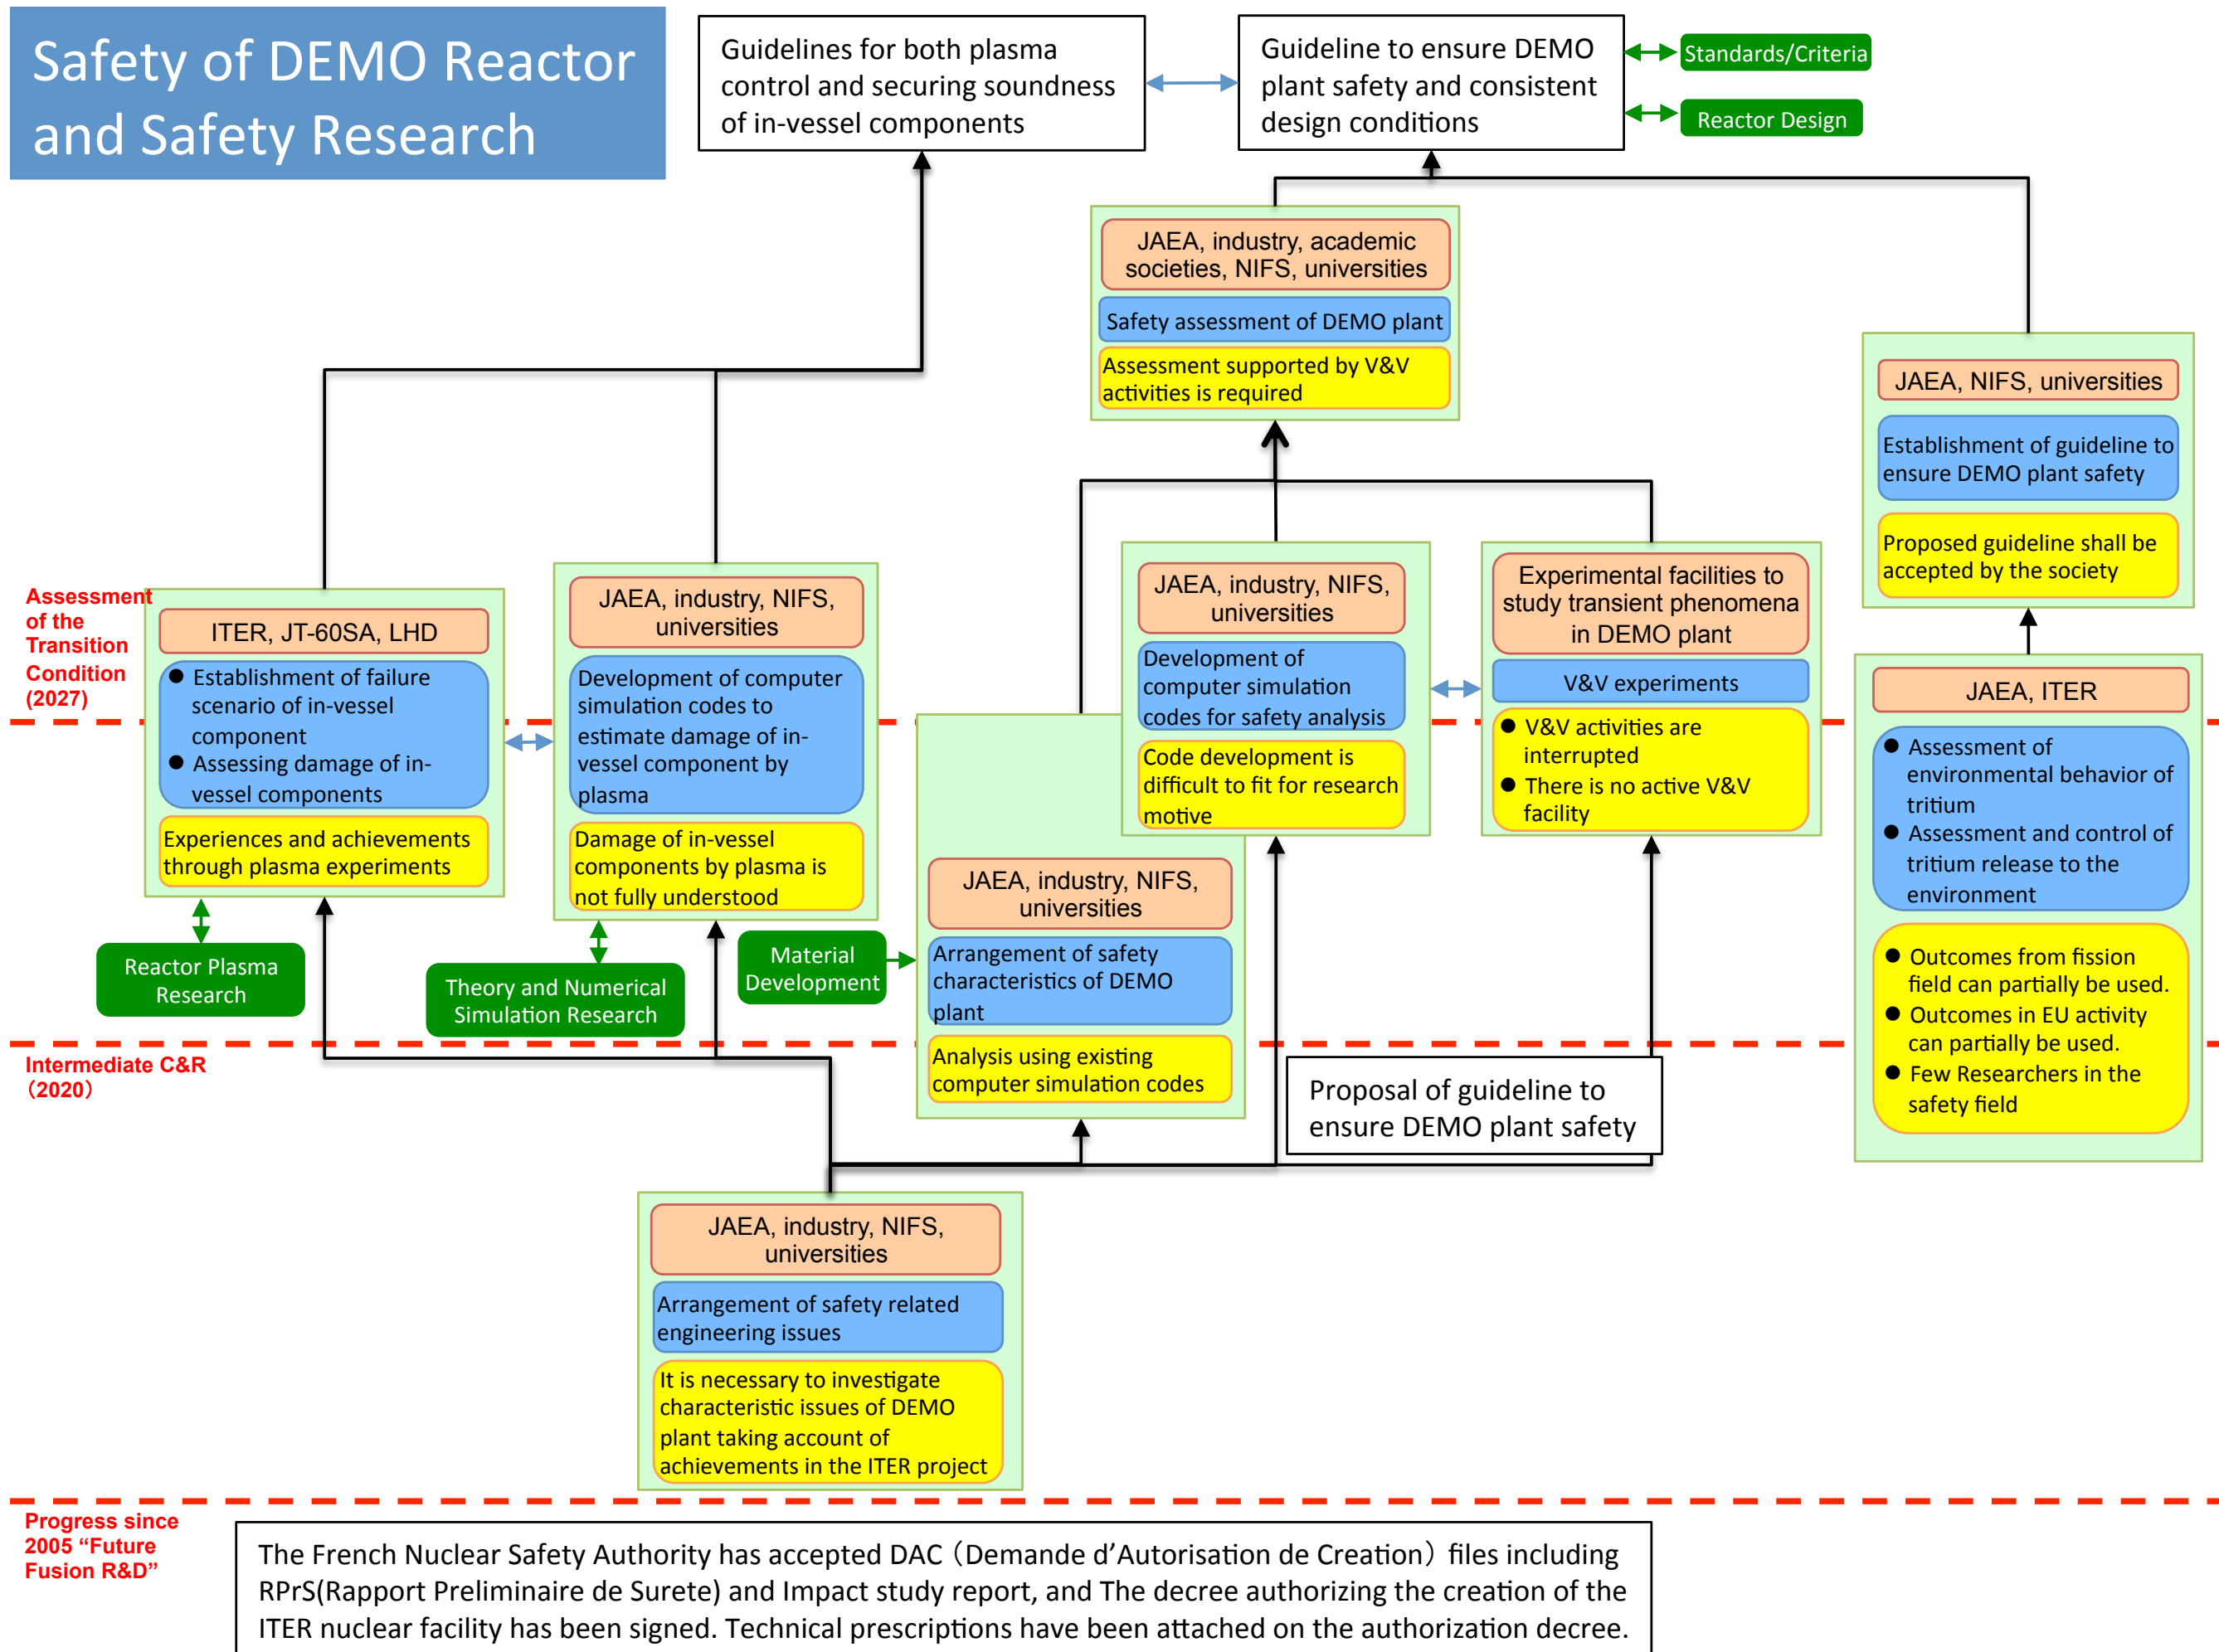 Safety of DEMO Reactor
and Safety Research
Guidelines for both plasma
control and securing soundness
of in-vessel components
Guideline to ensure DEMO
plant safety and consistent
design conditions
Standards/Criteria
Reactor Design
JAEA, industry, academic
societies, NIFS, universities
Safety assessment of DEMO plant
Assessment supported by V&V
activities is required
JAEA, NIFS, universities
Establishment of guideline to
ensure DEMO plant safety
Proposed guideline shall be
accepted by the society
Assessment
of the
Transition
Condition
(2027)
ITER, JT-60SA, LHD
● Establishment of failure
scenario of in-vessel
component
● Assessing damage of in-
vessel components
Experiences and achievements
through plasma experiments
JAEA, industry, NIFS,
universities
Development of computer
simulation codes to
estimate damage of in-
vessel component by
plasma
Damage of in-vessel
components by plasma is
not fully understood
JAEA, industry, NIFS,
universities
Development of
computer simulation
codes for safety analysis
Code development is
difficult to fit for research
motive
Experimental facilities to
study transient phenomena
in DEMO plant
V&V experiments
● V&V activities are
interrupted
● There is no active V&V
facility
JAEA, ITER
● Assessment of
environmental behavior of
tritium
● Assessment and control of
tritium release to the
environment
● Outcomes from fission
field can partially be used.
● Outcomes in EU activity
can partially be used.
● Few Researchers in the
safety field
Reactor Plasma
Research
Theory and Numerical
Simulation Research
Material
Development
JAEA, industry, NIFS,
universities
Arrangement of safety
characteristics of DEMO
plant
Analysis using existing
computer simulation codes
Intermediate C&R
（2020）
Proposal of guideline to
ensure DEMO plant safety
JAEA, industry, NIFS,
universities
Arrangement of safety related
engineering issues
It is necessary to investigate
characteristic issues of DEMO
plant taking account of
achievements in the ITER project
Progress since
2005 “Future
Fusion R&D”
The French Nuclear Safety Authority has accepted DAC（Demande d’Autorisation de Creation）files including
RPrS(Rapport Preliminaire de Surete) and Impact study report, and The decree authorizing the creation of the
ITER nuclear facility has been signed. Technical prescriptions have been attached on the authorization decree.